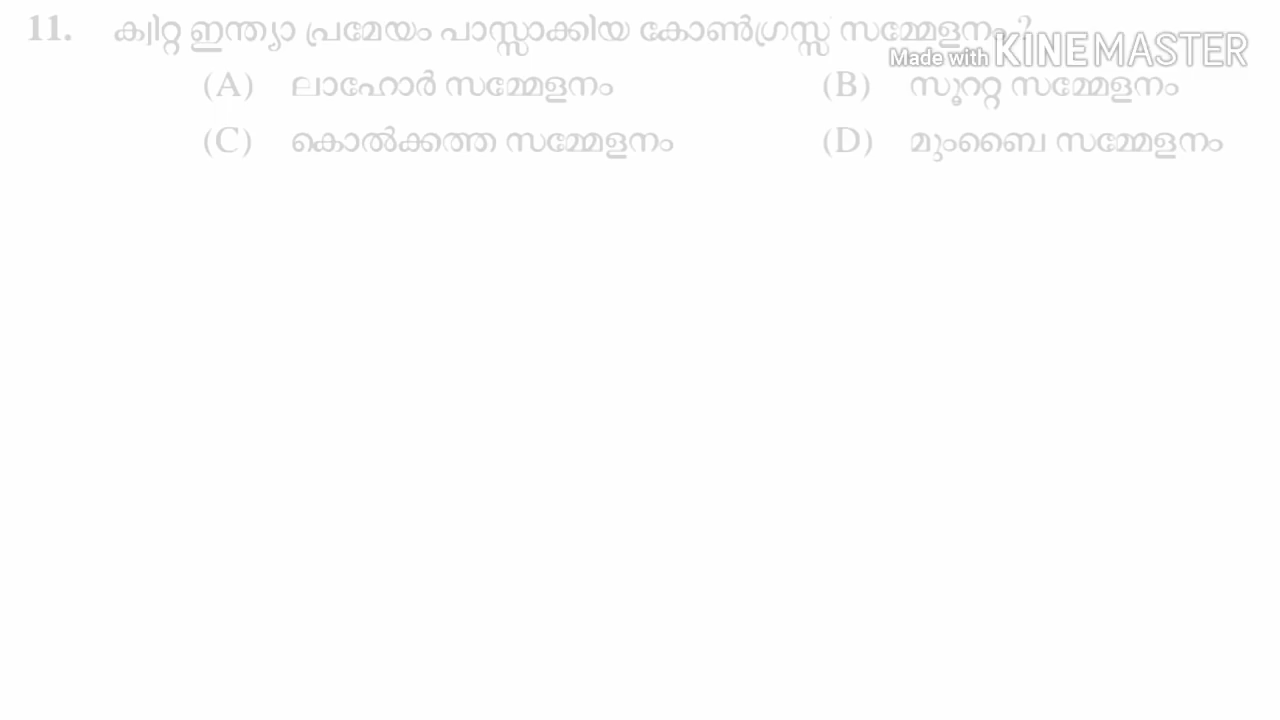 11. ക്വിറ്റ ഇന്ത്യാ പ്രമേയം പാസ്സാക്കിയ കോൺഗ്രസ്സ് സമ്മേളനം ?
Made with KINEMASTER
(A) ലാഹോർ സമ്മേളനം (B) സൂററ്റ സമ്മേളനം
(C) കൊൽക്കത്ത സമ്മേളനം (D) മുംബൈ സമ്മേളനം